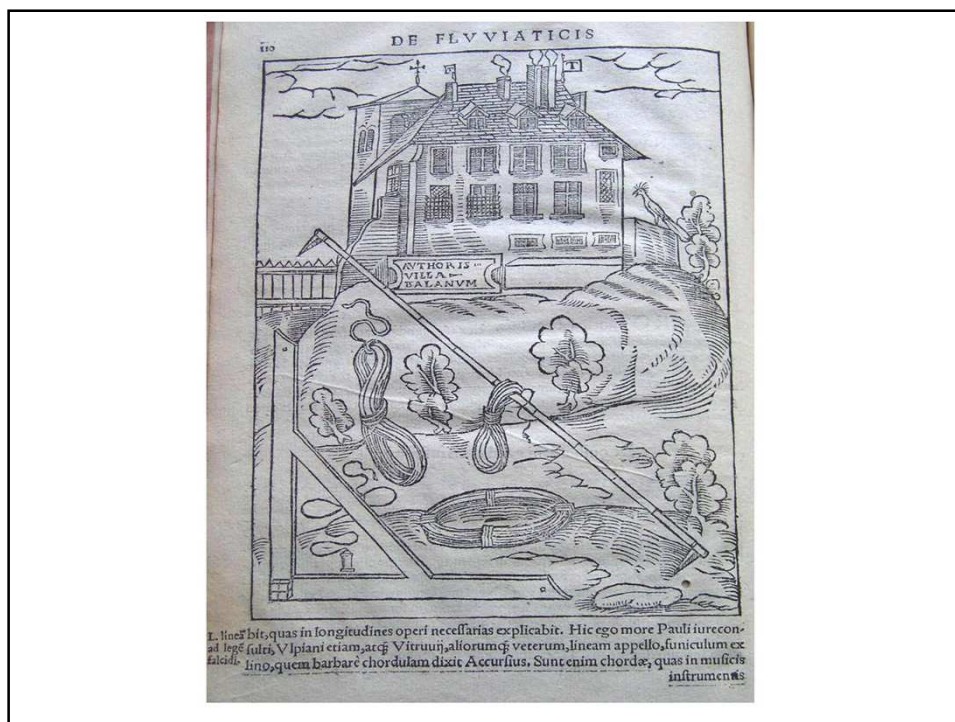 110
DE FLVVIATICIS
T
AVTHORIS
VILLA
BALANUM
L. lineã
ad legẽ
falcidi.
bit, quas in longitudines operi necessarias explicabit. Hic ego more Pauli iurecon-
sulti, Vlpiani etiam, atq; Vitruuij, aliorumq; veterum, lineam appello, funiculum ex
lino, quem barbarè chordulam dixit Accursius. Sunt enim chordæ, quas in musicis
instrumentis